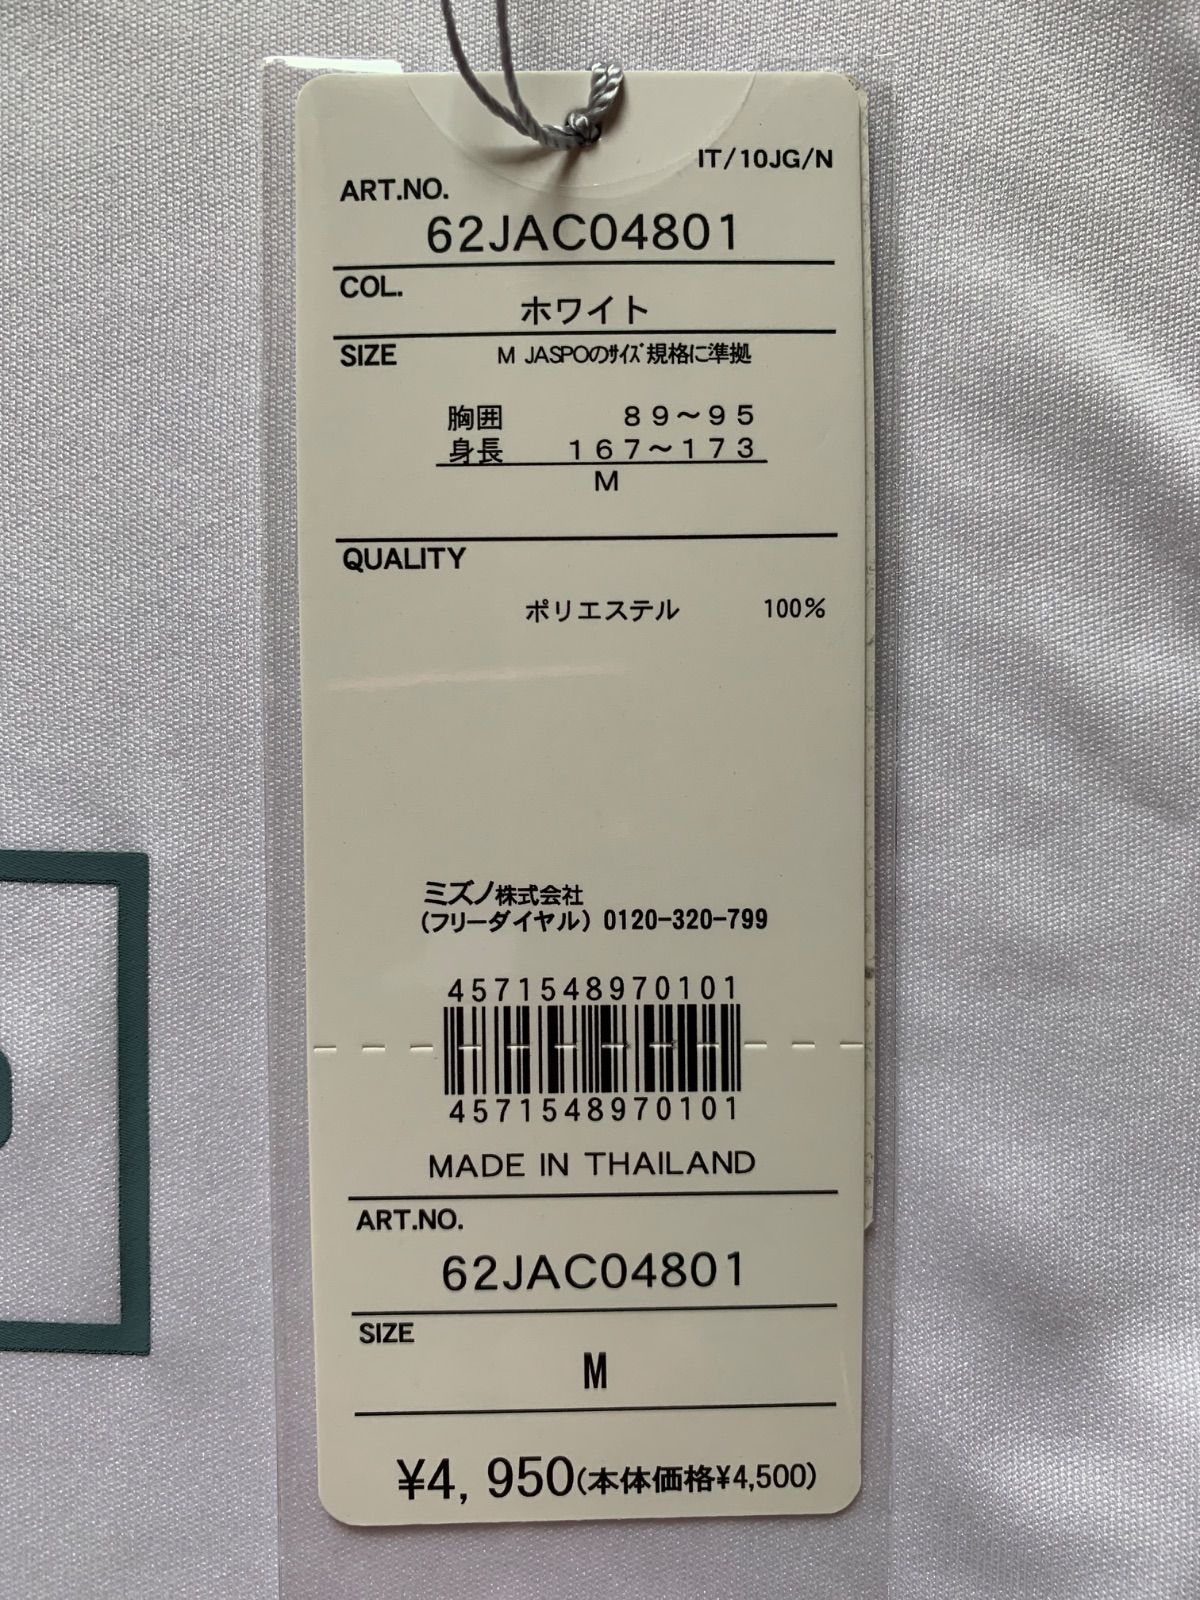 IT/10JG/N
ART.NO.
62JAC04801
COL.
ホワイト
SIZE M JASPOのｻｲｽﾞ規格に準拠
胸囲 ８９～９５
身長 １６７～１７３
M
QUALITY
ポリエステル 100%
ミズノ株式会社
(フリーダイヤル) 0120-320-799
4571548970101
4571548970101
MADE IN THAILAND
ART.NO.
62JAC04801
SIZE
M
¥4, 950(本体価格¥4,500)